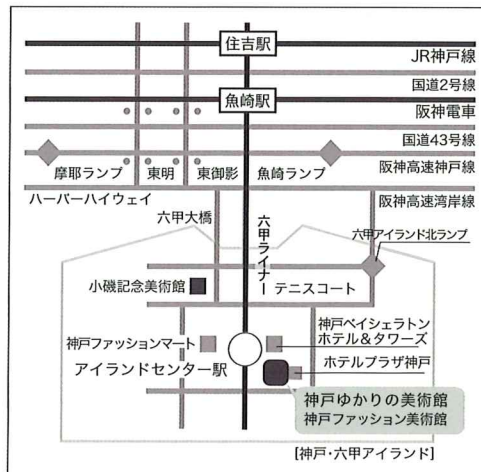 住吉駅
JR神戸線
国道2号線
魚崎駅
阪神電車
国道43号線
摩耶ランプ
東明
東御影
魚崎ランプ
阪神高速神戸線
ハーバーハイウェイ
阪神高速湾岸線
六甲大橋
六甲ライナー
六甲アイランド北ランプ
小磯記念美術館
テニスコート
神戸ファッションマート
神戸ベイシェラトン
ホテル&タワーズ
アイランドセンター駅
ホテルプラザ神戸
神戸ゆかりの美術館
神戸ファッション美術館
[神戸・六甲アイランド]